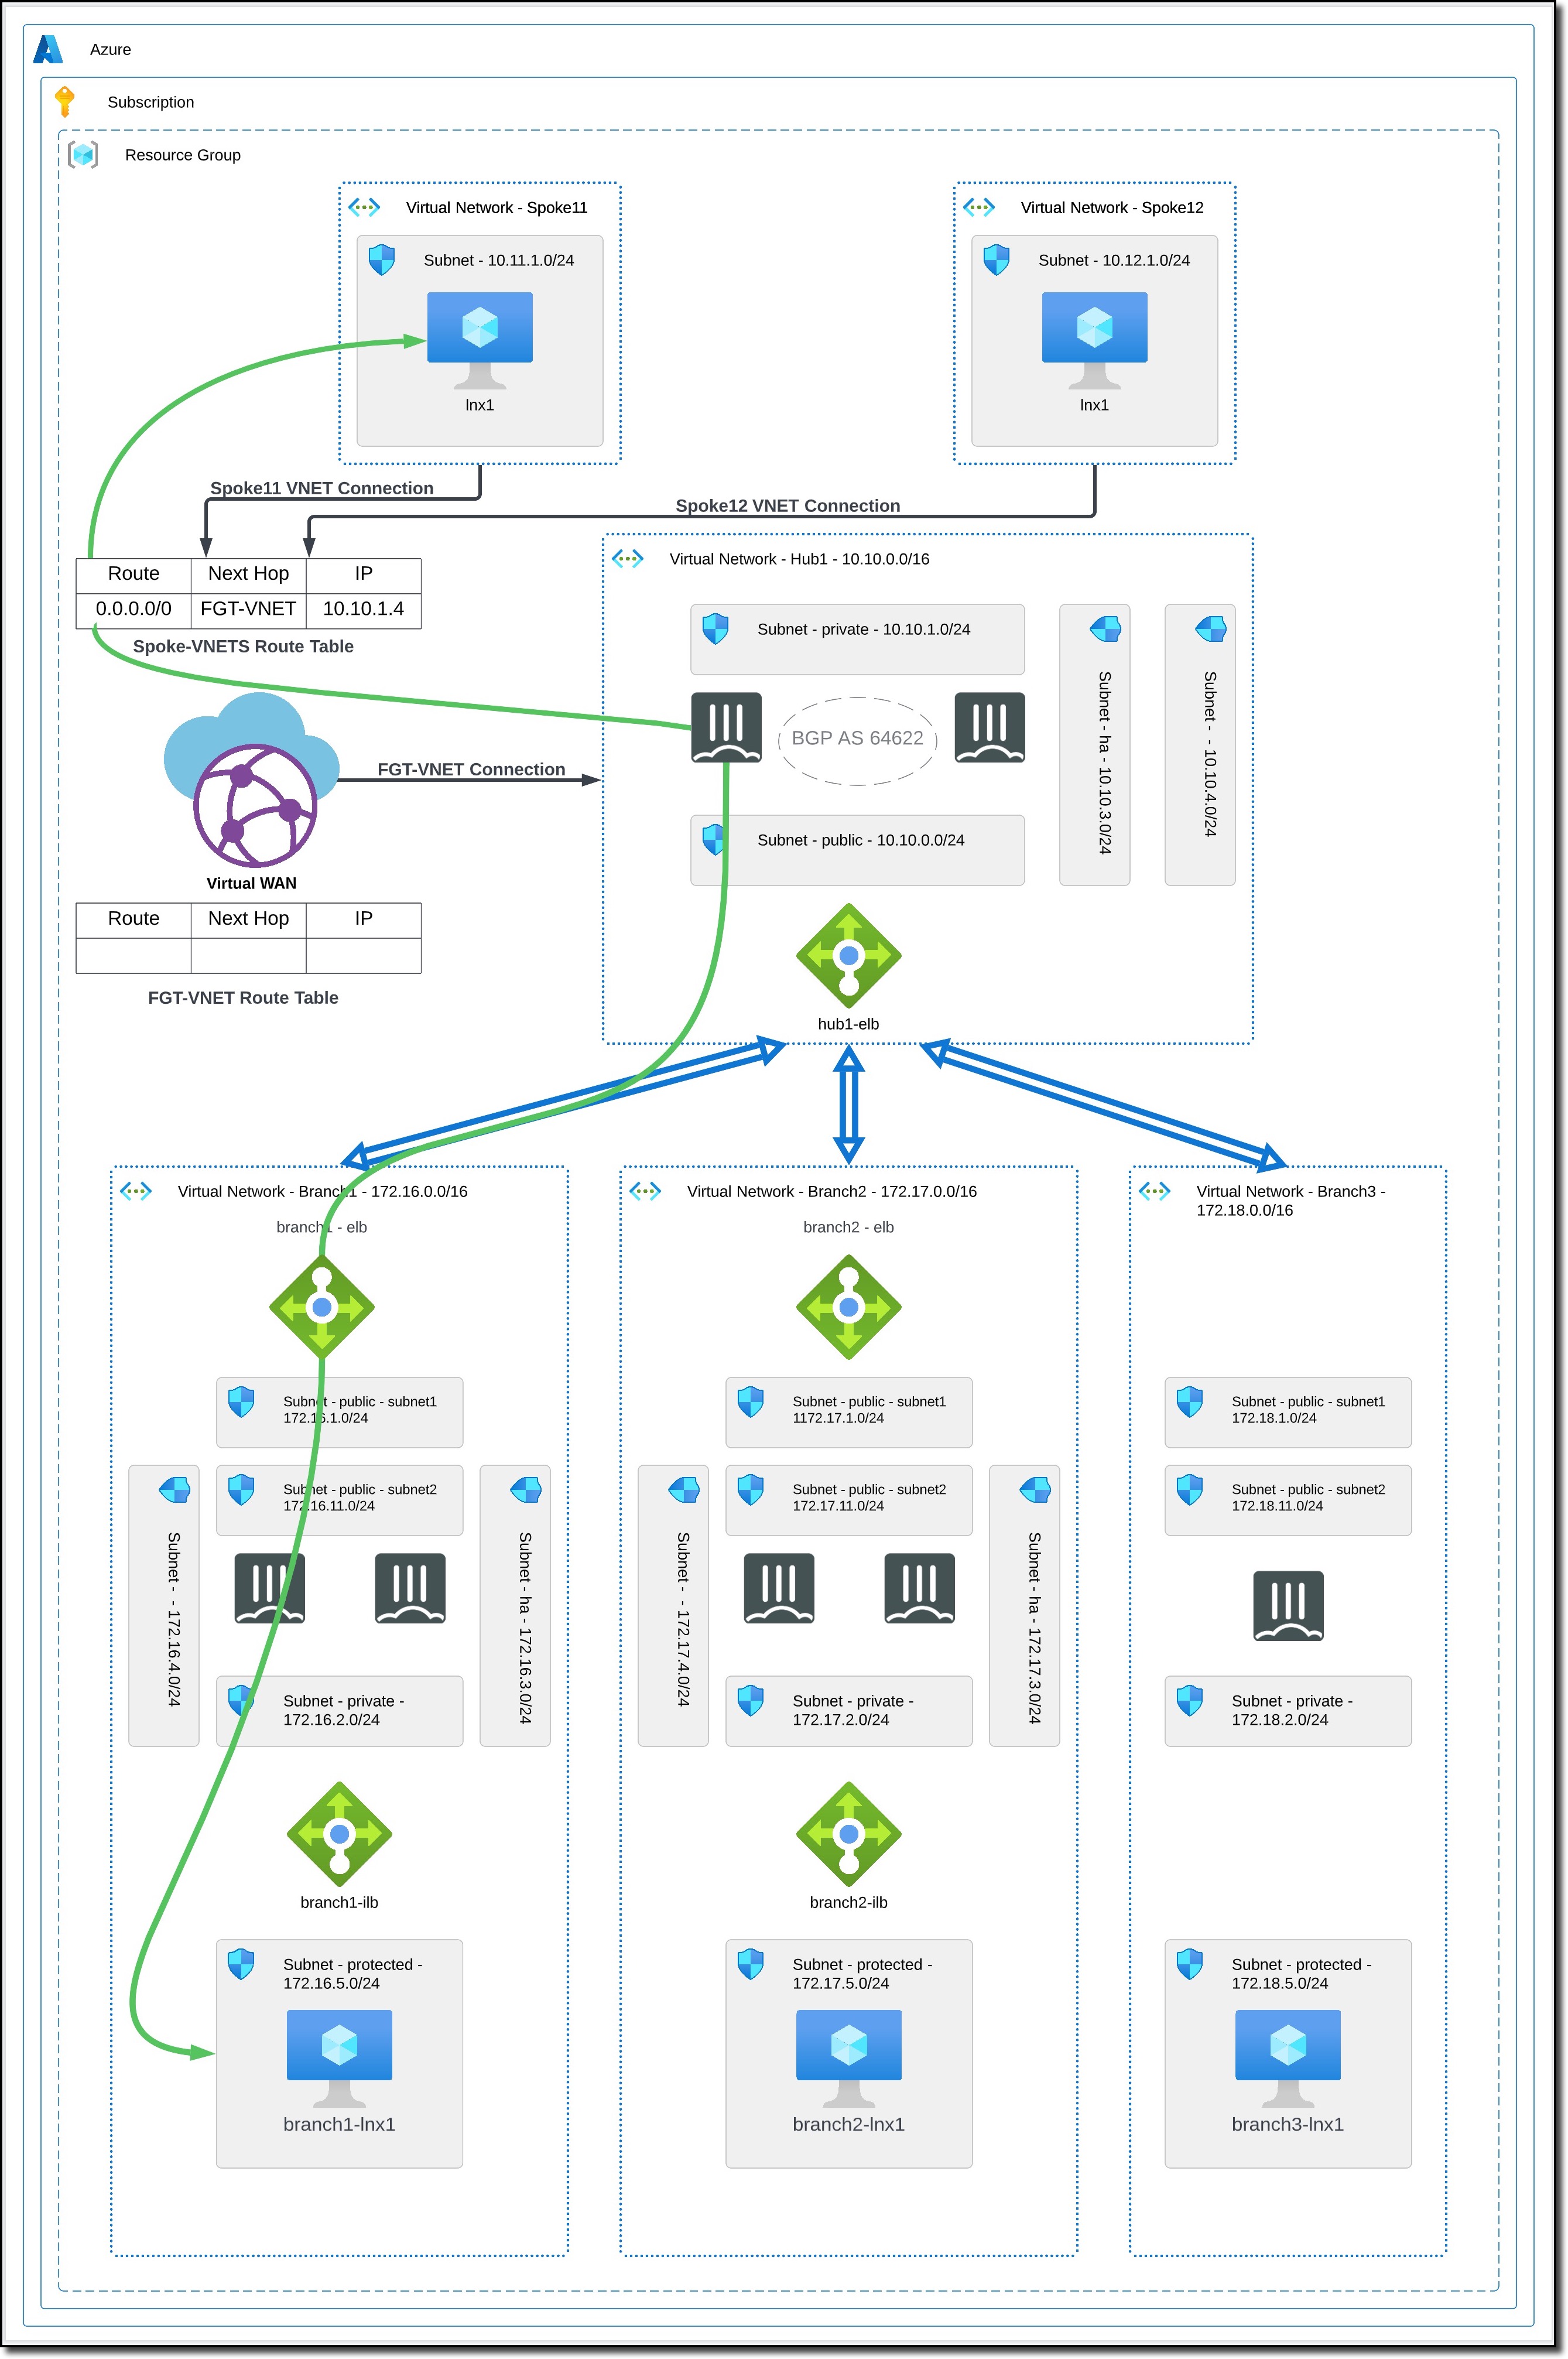 Azure
Subscription
Resource Group
Virtual Network - Spoke11
Subnet - 10.11.1.0/24
lnx1
Virtual Network - Spoke12
Subnet - 10.12.1.0/24
lnx1
Spoke11 VNET Connection
Spoke12 VNET Connection
Route Next Hop IP
0.0.0.0/0 FGT-VNET 10.10.1.4
Spoke-VNETS Route Table
Virtual Network - Hub1 - 10.10.0.0/16
Subnet - private - 10.10.1.0/24
BGP AS 64622
Subnet - public - 10.10.0.0/24
Subnet - ha - 10.10.3.0/24
Subnet - - 10.10.4.0/24
hub1-elb
FGT-VNET Connection
Virtual WAN
Route Next Hop IP
FGT-VNET Route Table
Virtual Network - Branch1 - 172.16.0.0/16
branch1 - elb
Subnet - public - subnet1
172.16.1.0/24
Subnet - public - subnet2
172.16.11.0/24
Subnet - - 172.16.4.0/24
Subnet - ha - 172.16.3.0/24
Subnet - private -
172.16.2.0/24
branch1-ilb
Subnet - protected -
172.16.5.0/24
branch1-lnx1
Virtual Network - Branch2 - 172.17.0.0/16
branch2 - elb
Subnet - public - subnet1
1172.17.1.0/24
Subnet - public - subnet2
172.17.11.0/24
Subnet - - 172.17.4.0/24
Subnet - ha - 172.17.3.0/24
Subnet - private -
172.17.2.0/24
branch2-ilb
Subnet - protected -
172.17.5.0/24
branch2-lnx1
Virtual Network - Branch3 -
172.18.0.0/16
Subnet - public - subnet1
172.18.1.0/24
Subnet - public - subnet2
172.18.11.0/24
Subnet - private -
172.18.2.0/24
Subnet - protected -
172.18.5.0/24
branch3-lnx1